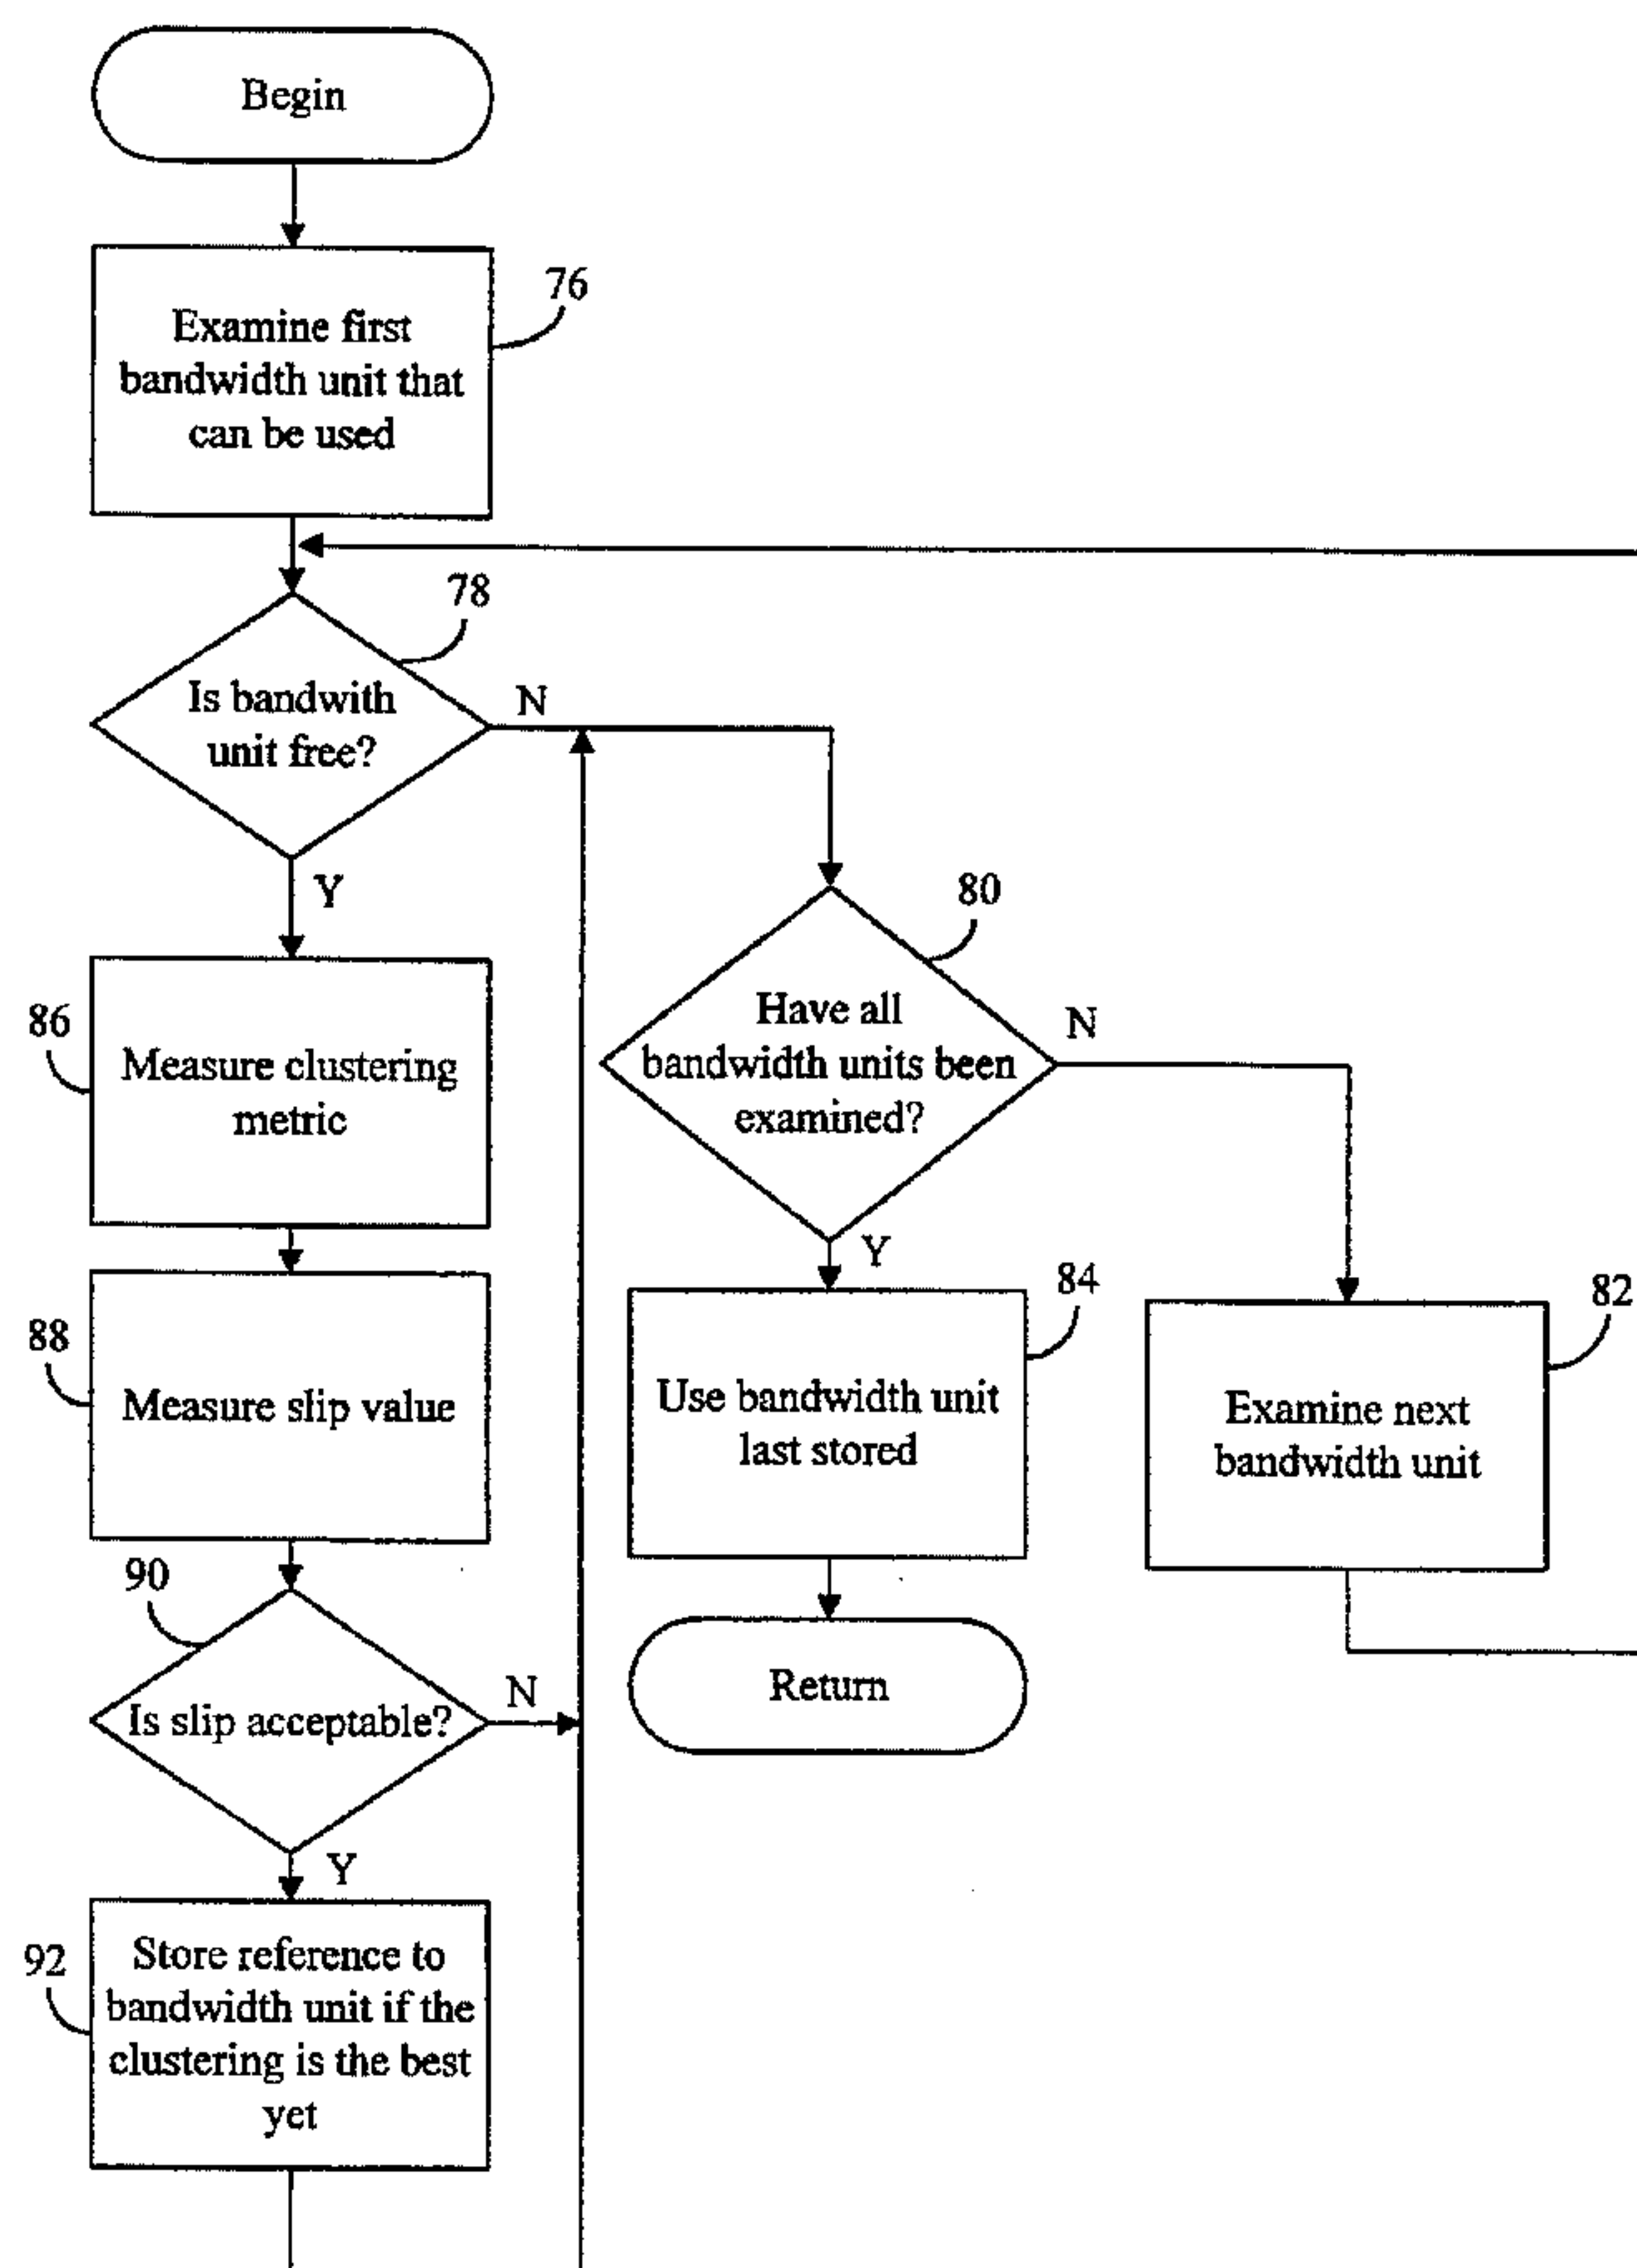 Begin
76
Examine first
bandwidth unit that
can be used
78
Is bandwith
unit free?
N
Y
80
Have all
bandwidth units been
examined?
N
Y
86
Measure clustering
metric
88
Measure slip value
84
Use bandwidth unit
last stored
82
Examine next
bandwidth unit
90
Is slip acceptable?
N
Y
Return
92
Store reference to
bandwidth unit if the
clustering is the best
yet